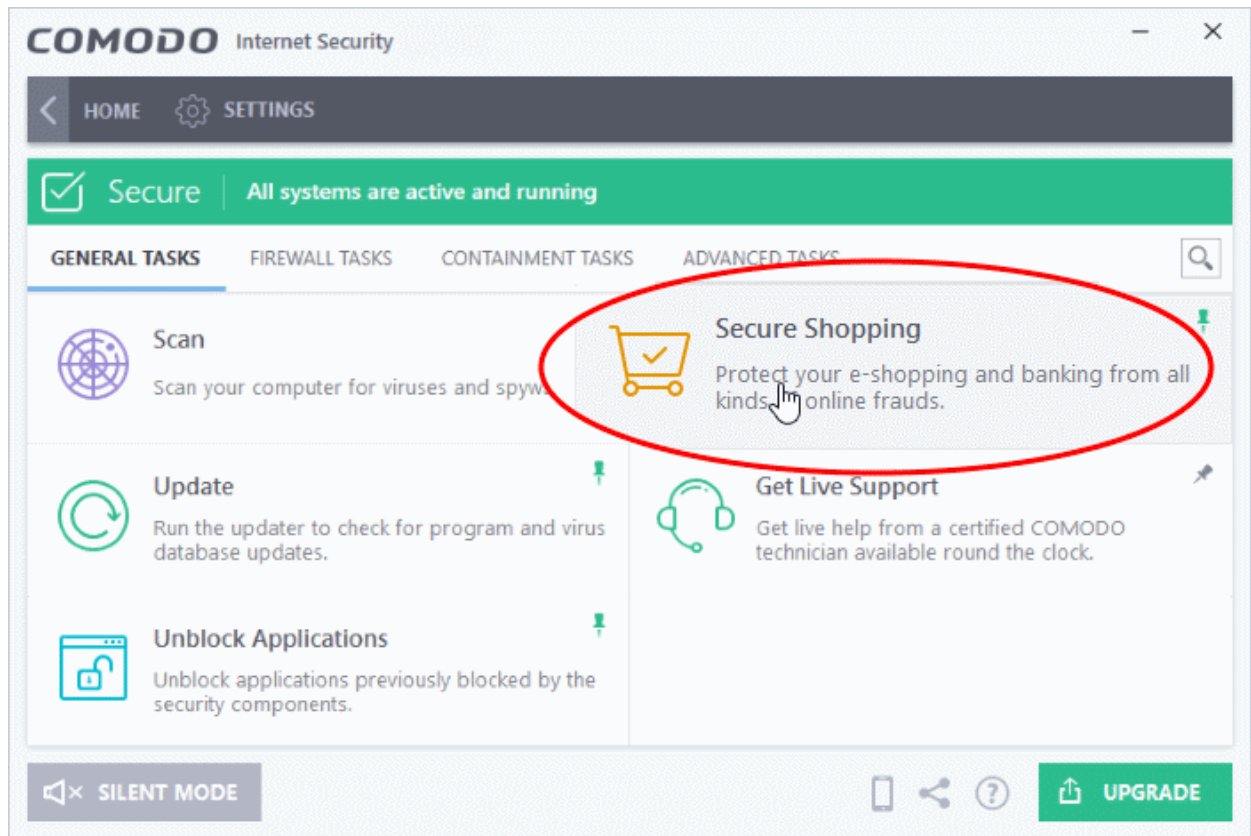 COMODO Internet Security
HOME SETTINGS
Secure All systems are active and running
GENERAL TASKS FIREWALL TASKS CONTAINMENT TASKS ADVANCED TASKS
Scan
Scan your computer for viruses and
Secure Shopping
Protect your e-shopping and banking from all
kinds online frauds.
Update
Run the updater to check for program and virus
database updates.
Get Live Support
Get live help from a certified COMODO
technician available round the clock.
Unblock Applications
Unblock applications previously blocked by the
security components.
SILENT MODE
UPGRADE